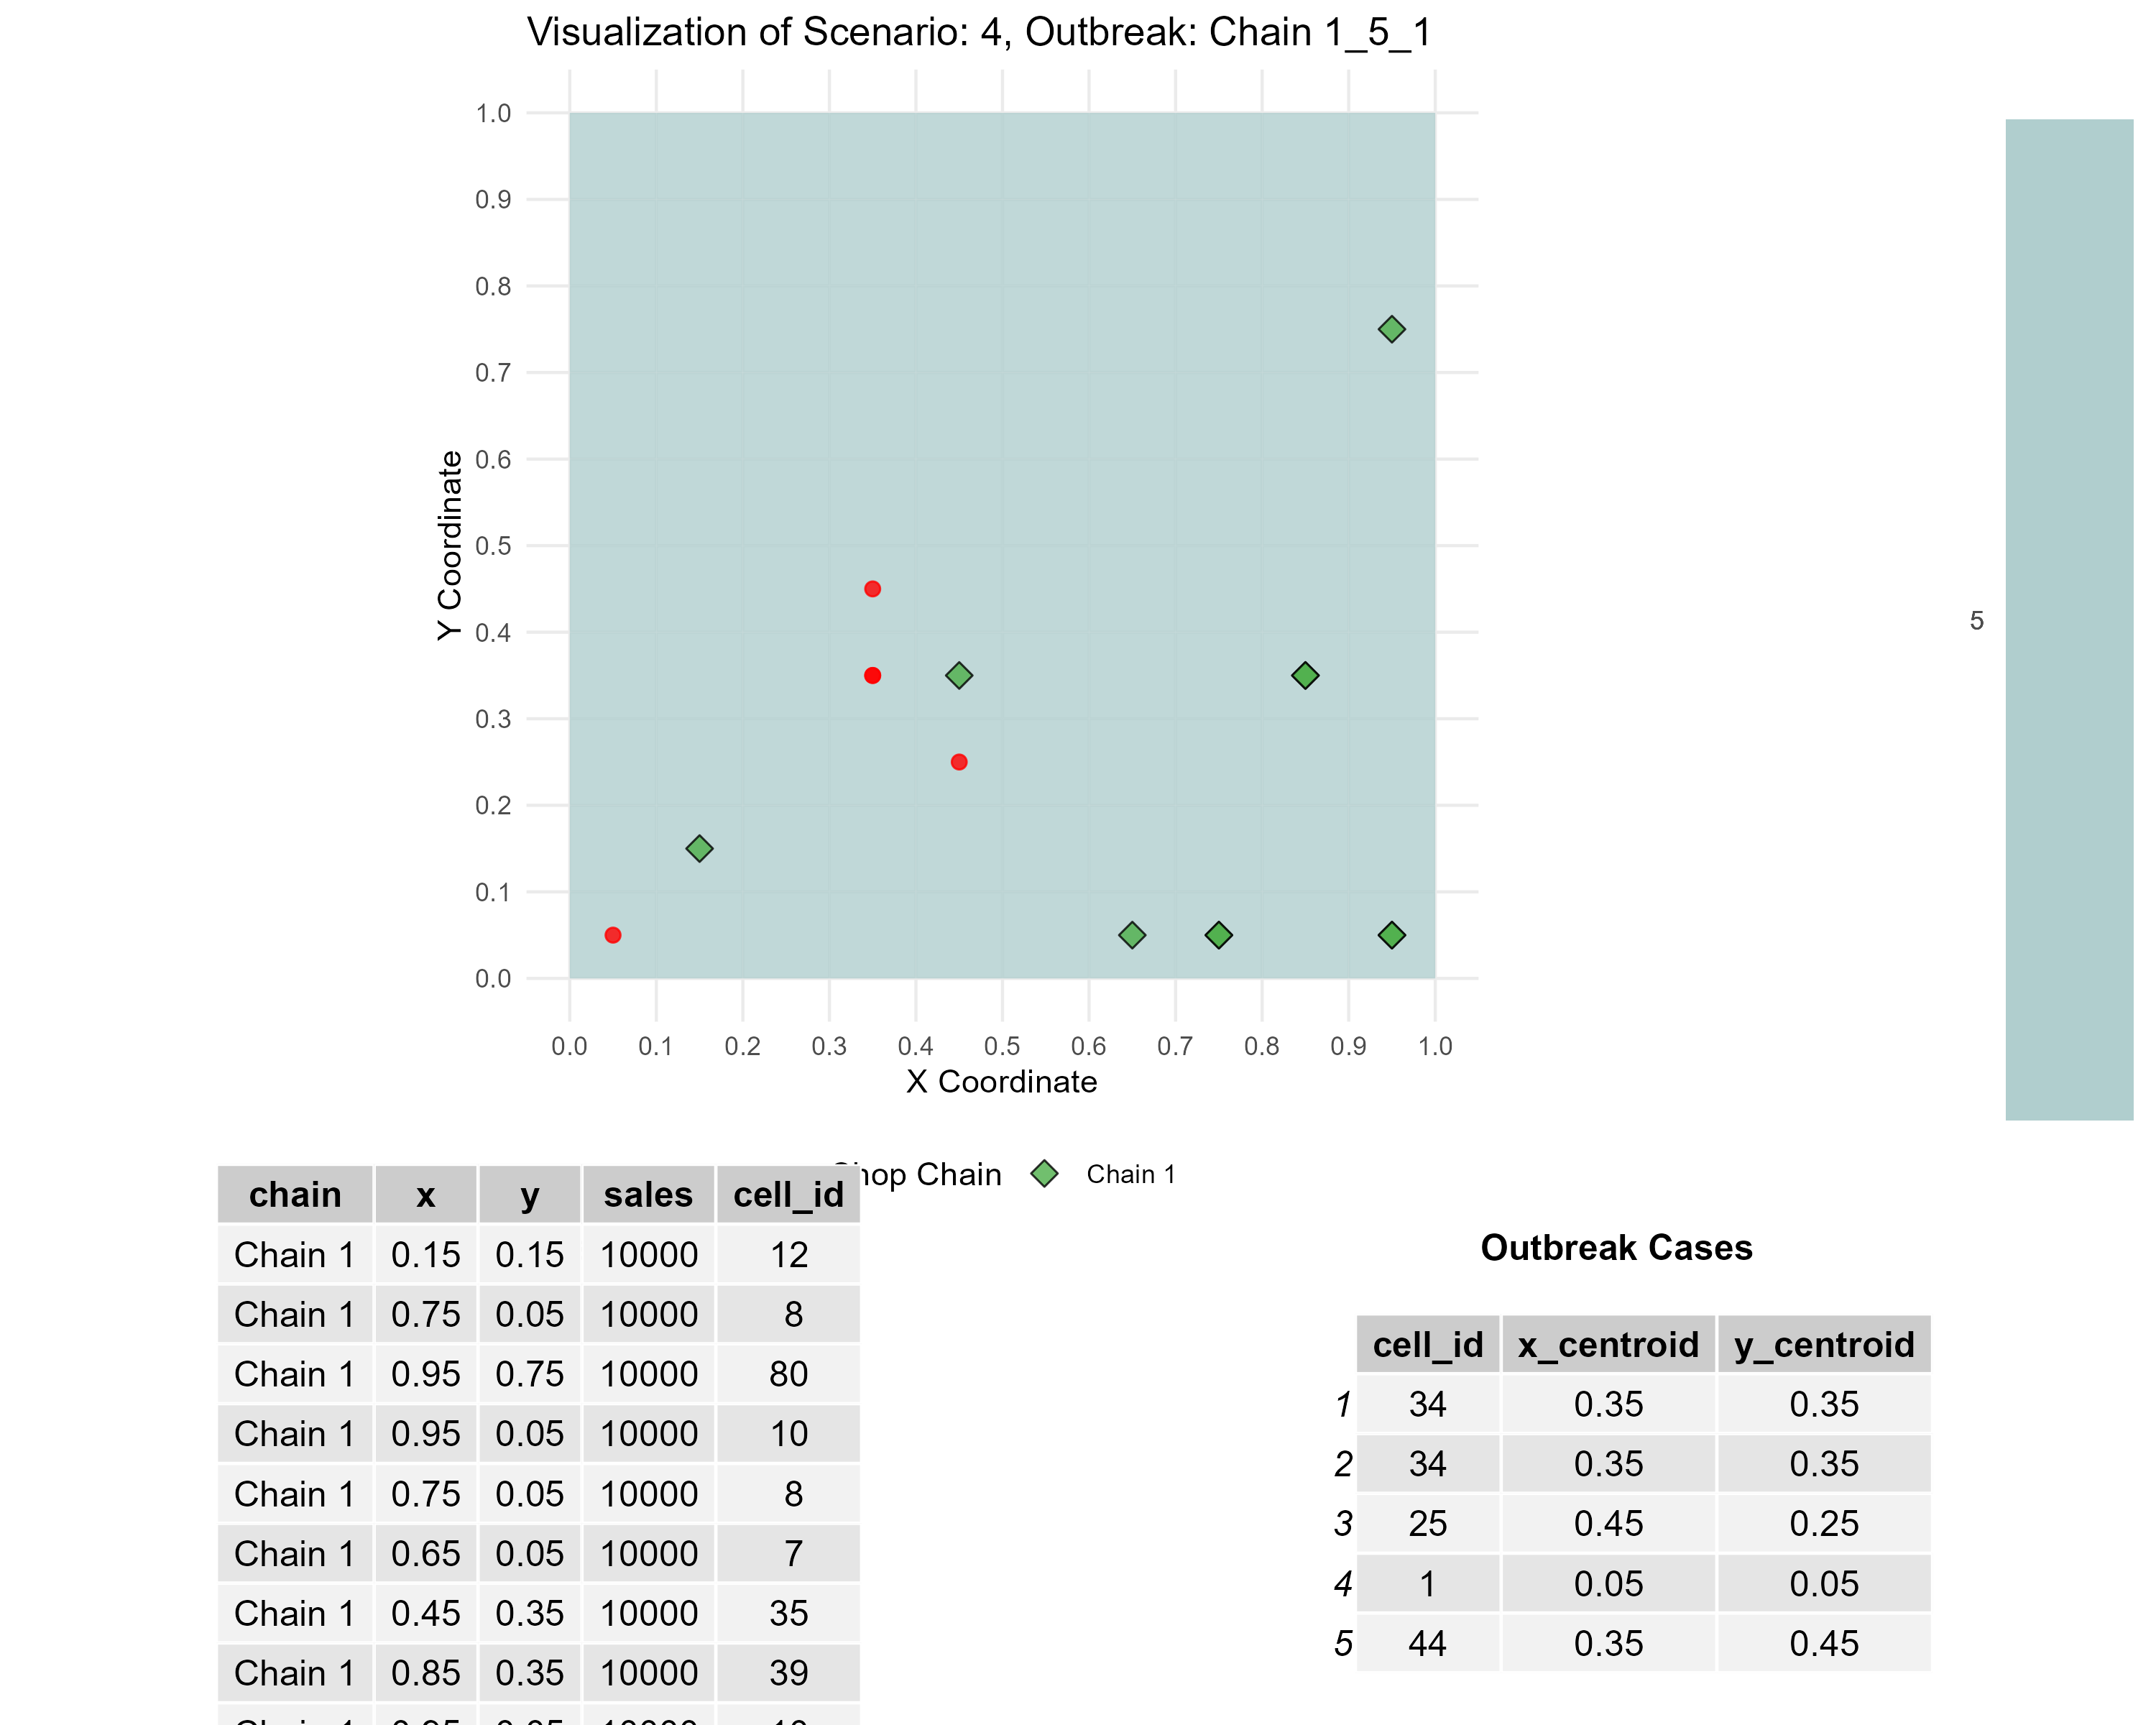 Visualization of Scenario: 4, Outbreak: Chain 1_5_1
1.0
0.9
0.8
0.7
0.6
0.5
0.4
0.3
0.2
0.1
0.0
Y Coordinate
0.0 0.1 0.2 0.3 0.4 0.5 0.6 0.7 0.8 0.9 1.0
X Coordinate
5
hop Chain Chain 1
chain x y sales cell_id
Chain 1 0.15 0.15 10000 12
Chain 1 0.75 0.05 10000 8
Chain 1 0.95 0.75 10000 80
Chain 1 0.95 0.05 10000 10
Chain 1 0.75 0.05 10000 8
Chain 1 0.65 0.05 10000 7
Chain 1 0.45 0.35 10000 35
Chain 1 0.85 0.35 10000 39
Outbreak Cases
cell_id x_centroid y_centroid
1 34 0.35 0.35
2 34 0.35 0.35
3 25 0.45 0.25
4 1 0.05 0.05
5 44 0.35 0.45